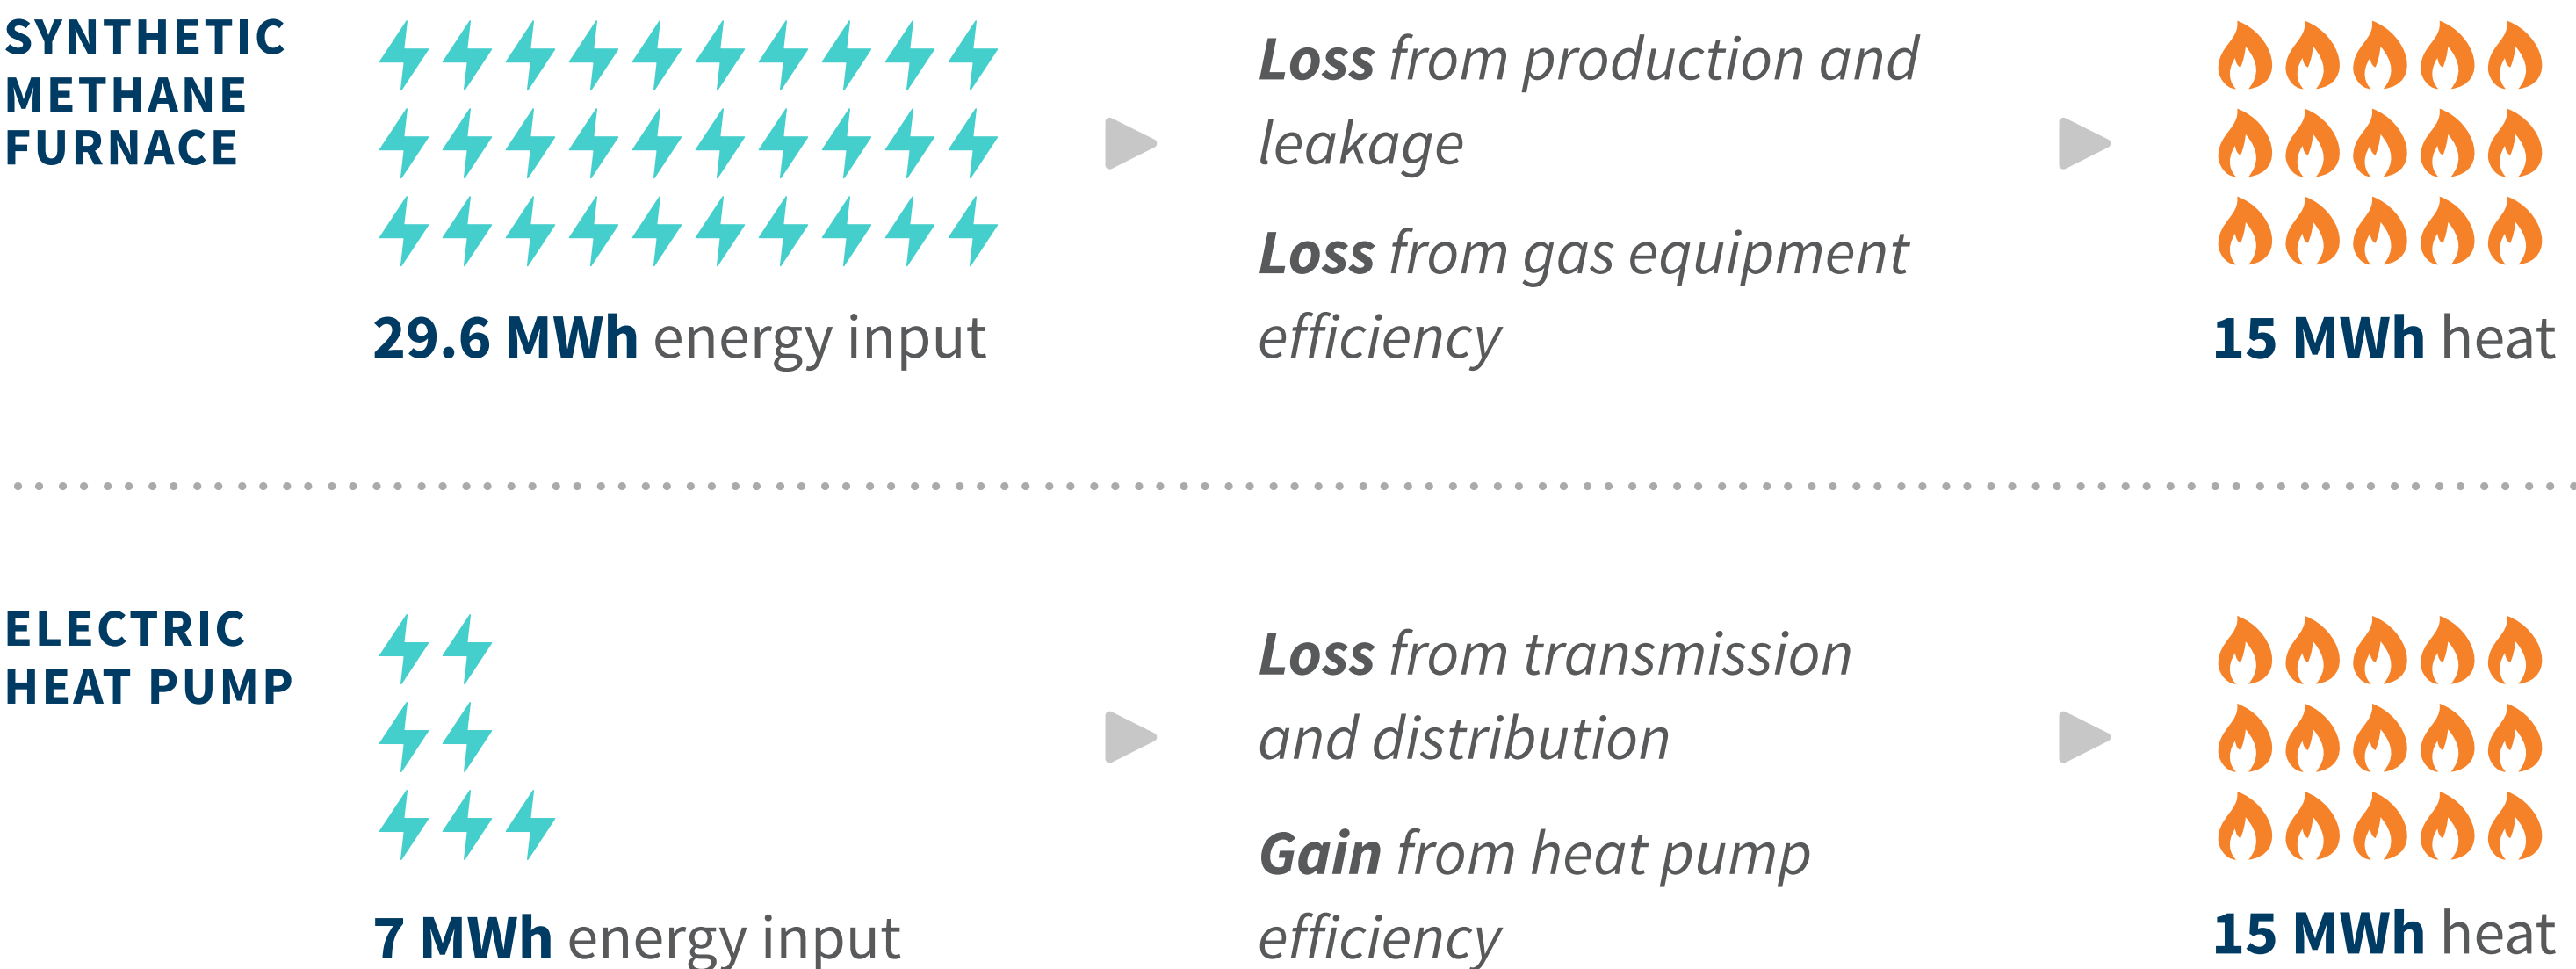 SYNTHETIC
METHANE
FURNACE
29.6 MWh energy input
Loss from production and
leakage
Loss from gas equipment
efficiency
15 MWh heat
ELECTRIC
HEAT PUMP
7 MWh energy input
Loss from transmission
and distribution
Gain from heat pump
efficiency
15 MWh heat